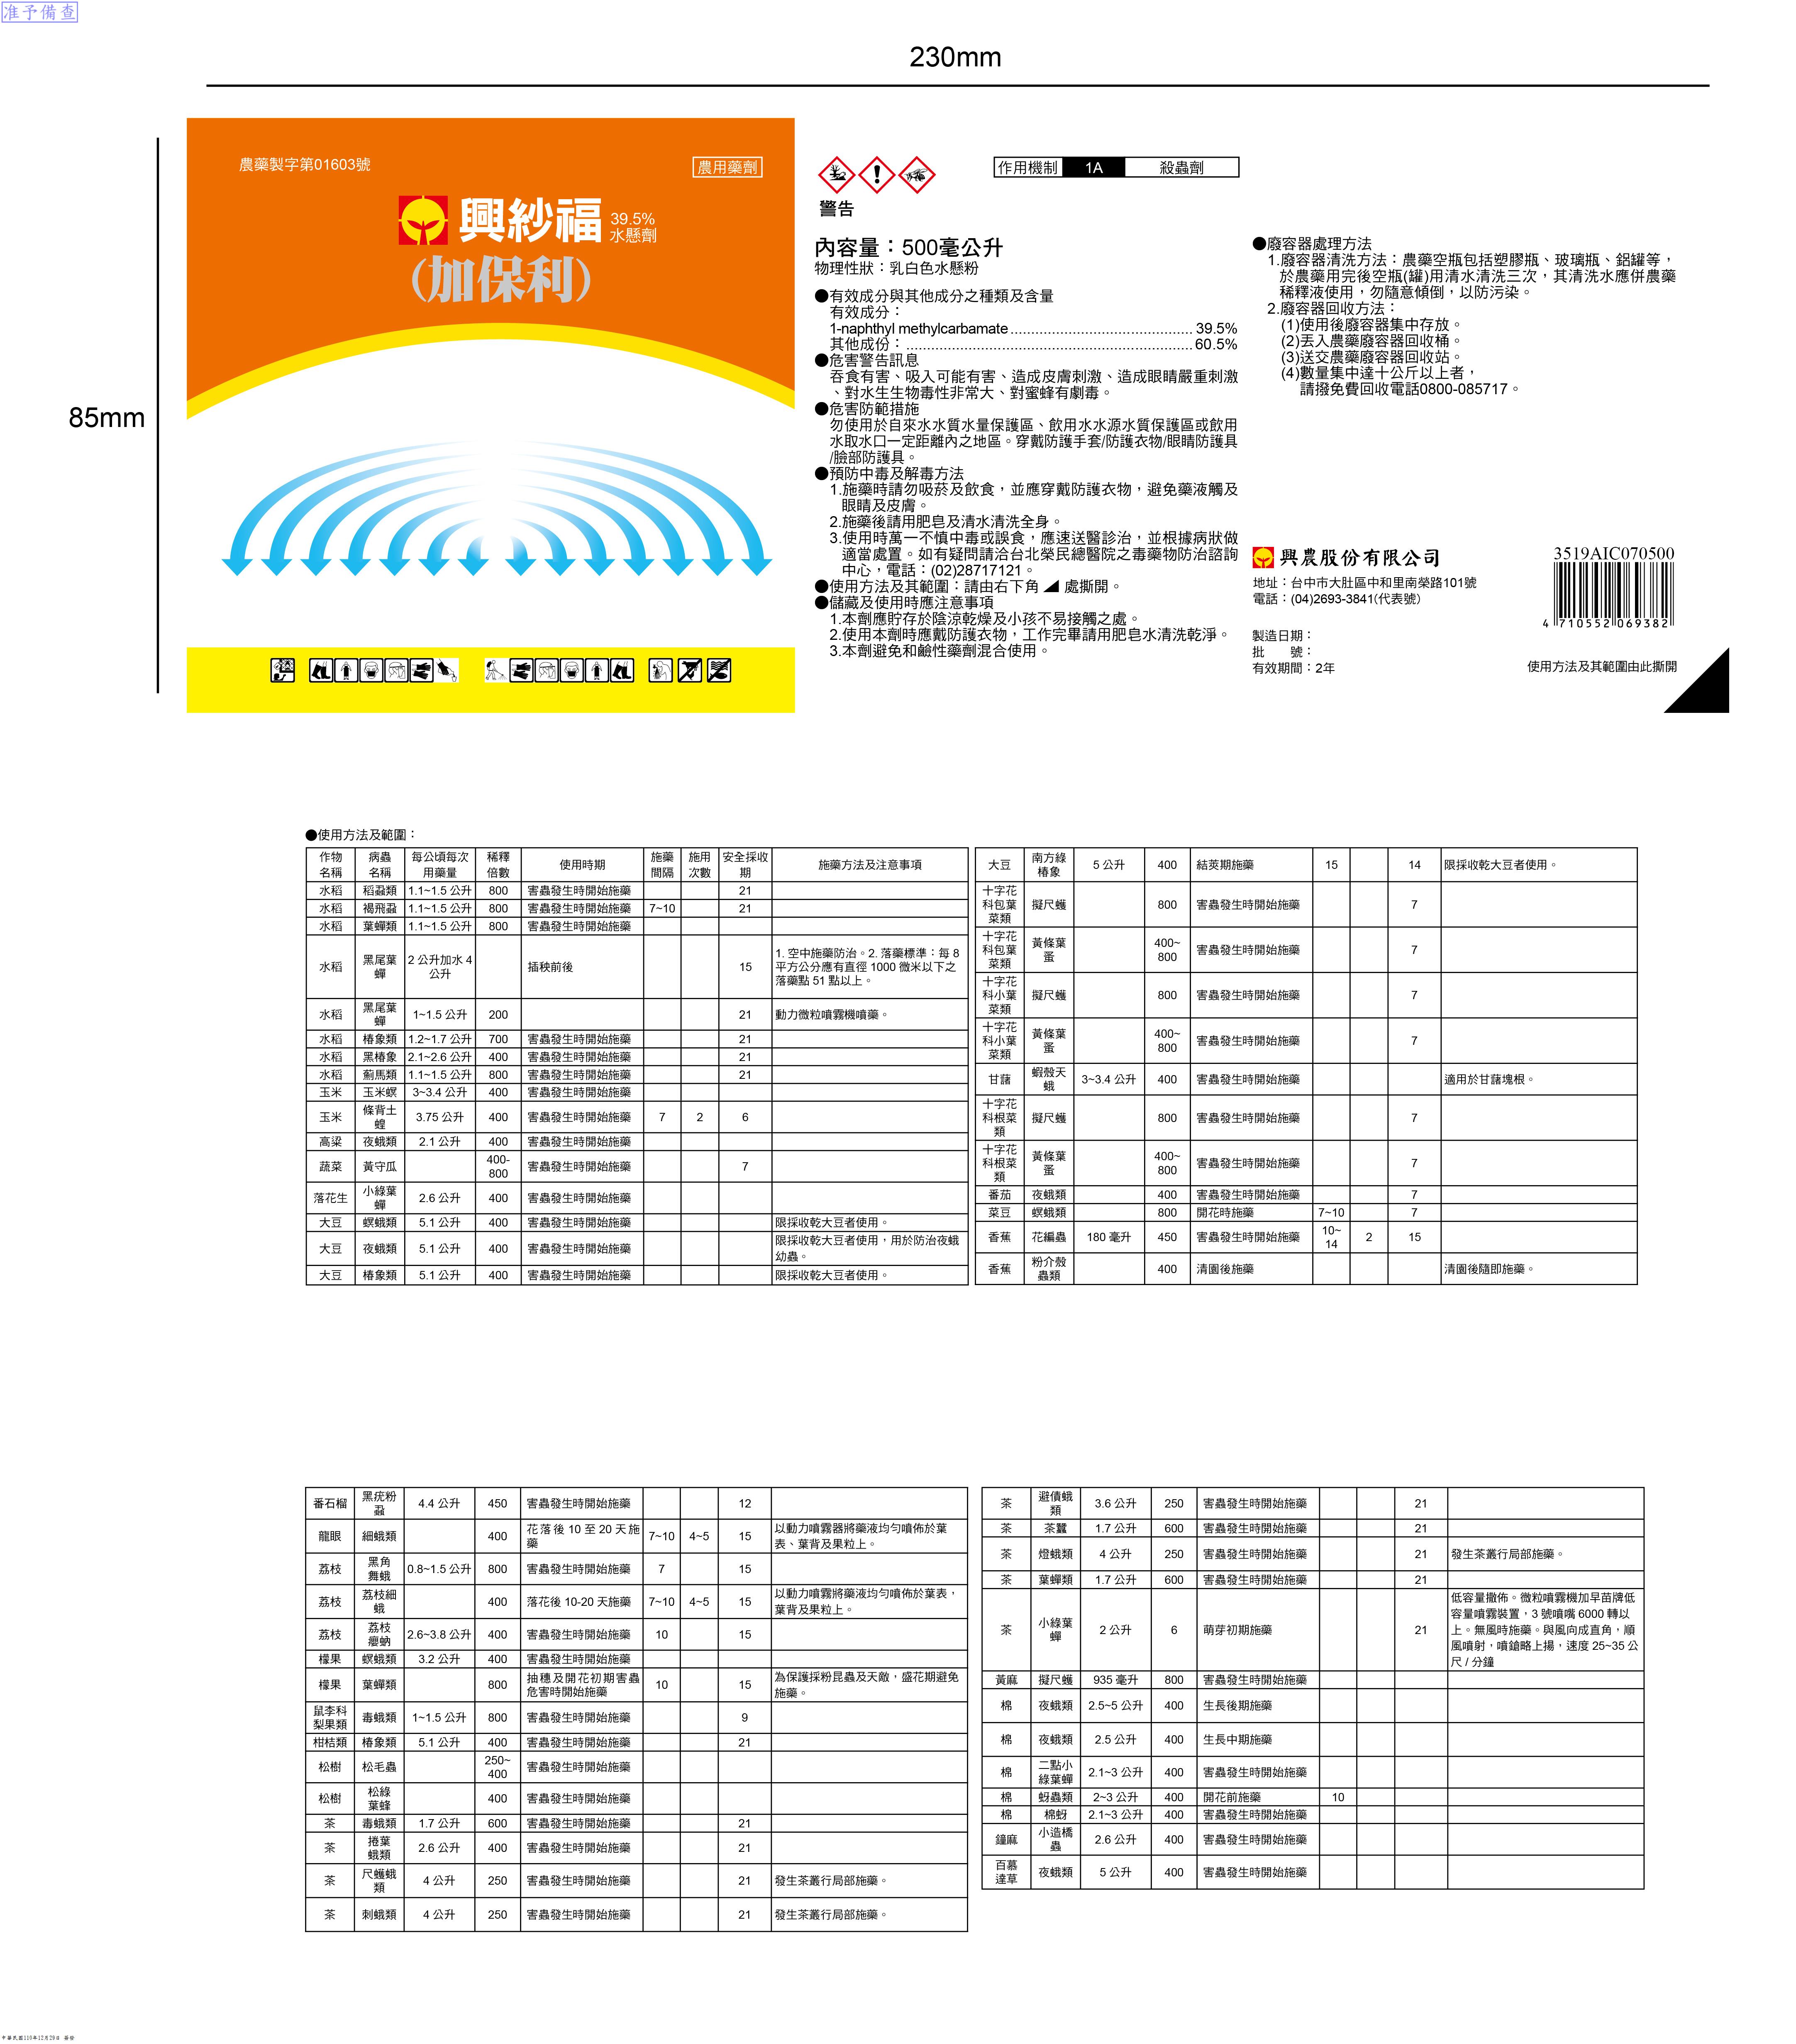 准予備查
230mm
85mm
農藥製字第01603號
農用藥劑
興紗福
39.5%
水懸劑
(加保利)
警告
作用機制 1A 殺蟲劑
內容量：500毫公升
物理性狀：乳白色水懸粉
●有效成分與其他成分之種類及含量
有效成分：
1-naphthyl methylcarbamate............................................ 39.5%
其他成份：...................................................................... 60.5%
●危害警告訊息
吞食有害、吸入可能有害、造成皮膚刺激、造成眼睛嚴重刺激
、對水生生物毒性非常大、對蜜蜂有劇毒。
●危害防範措施
勿使用於自來水水質水量保護區、飲用水水源水質保護區或飲用
水取水口一定距離內之地區。穿戴防護手套/防護衣物/眼睛防護具
/臉部防護具。
●預防中毒及解毒方法
1.施藥時請勿吸菸及飲食，並應穿戴防護衣物，避免藥液觸及
眼睛及皮膚。
2.施藥後請用肥皂及清水清洗全身。
3.使用時萬一不慎中毒或誤食，應速送醫診治，並根據病狀做
適當處置。如有疑問請洽台北榮民總醫院之毒藥物防治諮詢
中心，電話：(02)28717121。
●使用方法及其範圍：請由右下角 ◢ 處撕開。
●儲藏及使用時應注意事項
1.本劑應貯存於陰涼乾燥及小孩不易接觸之處。
2.使用本劑時應戴防護衣物，工作完畢請用肥皂水清洗乾淨。
3.本劑避免和鹼性藥劑混合使用。
●廢容器處理方法
1.廢容器清洗方法：農藥空瓶包括塑膠瓶、玻璃瓶、鋁罐等，
於農藥用完後空瓶(罐)用清水清洗三次，其清洗水應併農藥
稀釋液使用，勿隨意傾倒，以防污染。
2.廢容器回收方法：
(1)使用後廢容器集中存放。
(2)丟入農藥廢容器回收桶。
(3)送交農藥廢容器回收站。
(4)數量集中達十公斤以上者，
請撥免費回收電話0800-085717。
興農股份有限公司
地址：台中市大肚區中和里南榮路101號
電話：(04)2693-3841(代表號)
製造日期：
批　　號：
有效期間：2年
3519AIC070500
4 710552 069382
使用方法及其範圍由此撕開
●使用方法及範圍：
作物名稱 病蟲名稱 每公頃每次用藥量 稀釋倍數 使用時期 施藥間隔 施用次數 安全採收期 施藥方法及注意事項
水稻 稻蝨類 1.1~1.5 公升 800 害蟲發生時開始施藥 21
水稻 褐飛蝨 1.1~1.5 公升 800 害蟲發生時開始施藥 7~10 21
水稻 葉蟬類 1.1~1.5 公升 800 害蟲發生時開始施藥
水稻 黑尾葉蟬 2 公升加水 4 公升 插秧前後 15 1. 空中施藥防治。2. 落藥標準：每 8 平方公分應有直徑 1000 微米以下之落藥點 51 點以上。
水稻 黑尾葉蟬 1~1.5 公升 200 21 動力微粒噴霧機噴藥。
水稻 椿象類 1.2~1.7 公升 700 害蟲發生時開始施藥 21
水稻 黑椿象 2.1~2.6 公升 400 害蟲發生時開始施藥 21
水稻 薊馬類 1.1~1.5 公升 800 害蟲發生時開始施藥 21
玉米 玉米螟 3~3.4 公升 400 害蟲發生時開始施藥
玉米 條背土蝗 3.75 公升 400 害蟲發生時開始施藥 7 2 6
高粱 夜蛾類 2.1 公升 400 害蟲發生時開始施藥
蔬菜 黃守瓜 400-800 害蟲發生時開始施藥 7
落花生 小綠葉蟬 2.6 公升 400 害蟲發生時開始施藥
大豆 螟蛾類 5.1 公升 400 害蟲發生時開始施藥 限採收乾大豆者使用。
大豆 夜蛾類 5.1 公升 400 害蟲發生時開始施藥 限採收乾大豆者使用，用於防治夜蛾幼蟲。
大豆 椿象類 5.1 公升 400 害蟲發生時開始施藥 限採收乾大豆者使用。
大豆 南方綠椿象 5 公升 400 結莢期施藥 15 14 限採收乾大豆者使用。
十字花科包葉菜類 擬尺蠖 800 害蟲發生時開始施藥 7
十字花科包葉菜類 黃條葉蚤 400~800 害蟲發生時開始施藥 7
十字花科小葉菜類 擬尺蠖 800 害蟲發生時開始施藥 7
十字花科小葉菜類 黃條葉蚤 400~800 害蟲發生時開始施藥 7
甘藷 蝦殼天蛾 3~3.4 公升 400 害蟲發生時開始施藥 適用於甘藷塊根。
十字花科根菜類 擬尺蠖 800 害蟲發生時開始施藥 7
十字花科根菜類 黃條葉蚤 400~800 害蟲發生時開始施藥 7
番茄 夜蛾類 400 害蟲發生時開始施藥 7
菜豆 螟蛾類 800 開花時施藥 7~10 7
香蕉 花編蟲 180 毫升 450 害蟲發生時開始施藥 10~14 2 15
香蕉 粉介殼蟲類 400 清園後施藥 清園後隨即施藥。
番石榴 黑疣粉蝨 4.4 公升 450 害蟲發生時開始施藥 12
龍眼 細蛾類 400 花落後 10 至 20 天施藥 7~10 4~5 15 以動力噴霧器將藥液均勻噴佈於葉表、葉背及果粒上。
荔枝 黑角舞蛾 0.8~1.5 公升 800 害蟲發生時開始施藥 7 15
荔枝 荔枝細蛾 400 落花後 10-20 天施藥 7~10 4~5 15 以動力噴霧將藥液均勻噴佈於葉表，葉背及果粒上。
荔枝 荔枝癭蚋 2.6~3.8 公升 400 害蟲發生時開始施藥 10 15
檬果 螟蛾類 3.2 公升 400 害蟲發生時開始施藥
檬果 葉蟬類 800 抽穗及開花初期害蟲危害時開始施藥 10 15 為保護採粉昆蟲及天敵，盛花期避免施藥。
鼠李科梨果類 毒蛾類 1~1.5 公升 800 害蟲發生時開始施藥 9
柑桔類 椿象類 5.1 公升 400 害蟲發生時開始施藥 21
松樹 松毛蟲 250~400 害蟲發生時開始施藥
松樹 松綠葉蜂 400 害蟲發生時開始施藥
茶 毒蛾類 1.7 公升 600 害蟲發生時開始施藥 21
茶 捲葉蛾類 2.6 公升 400 害蟲發生時開始施藥 21
茶 尺蠖蛾類 4 公升 250 害蟲發生時開始施藥 21 發生茶叢行局部施藥。
茶 刺蛾類 4 公升 250 害蟲發生時開始施藥 21 發生茶叢行局部施藥。
茶 避債蛾類 3.6 公升 250 害蟲發生時開始施藥 21
茶 茶蠶 1.7 公升 600 害蟲發生時開始施藥 21
茶 燈蛾類 4 公升 250 害蟲發生時開始施藥 21 發生茶叢行局部施藥。
茶 葉蟬類 1.7 公升 600 害蟲發生時開始施藥 21
茶 小綠葉蟬 2 公升 6 萌芽初期施藥 21 低容量撒佈。微粒噴霧機加早苗牌低容量噴霧裝置，3 號噴嘴 6000 轉以上。無風時施藥。與風向成直角，順風噴射，噴鎗略上揚，速度 25~35 公尺 / 分鐘
黃麻 擬尺蠖 935 毫升 800 害蟲發生時開始施藥
棉 夜蛾類 2.5~5 公升 400 生長後期施藥
棉 夜蛾類 2.5 公升 400 生長中期施藥
棉 二點小綠葉蟬 2.1~3 公升 400 害蟲發生時開始施藥
棉 蚜蟲類 2~3 公升 400 開花前施藥 10
棉 棉蚜 2.1~3 公升 400 害蟲發生時開始施藥
鐘麻 小造橋蟲 2.6 公升 400 害蟲發生時開始施藥
百慕達草 夜蛾類 5 公升 400 害蟲發生時開始施藥